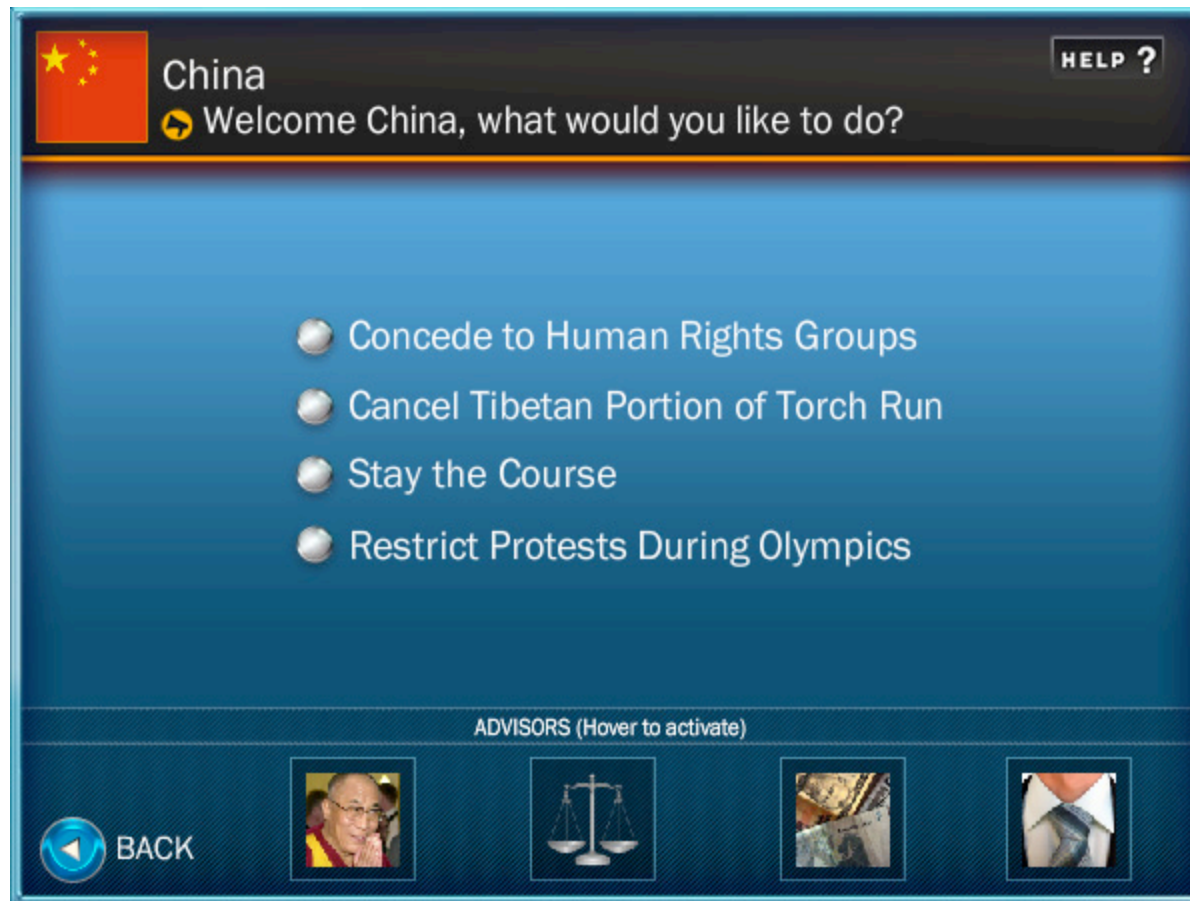 China
HELP ?
Welcome China, what would you like to do?
Concede to Human Rights Groups
Cancel Tibetan Portion of Torch Run
Stay the Course
Restrict Protests During Olympics
ADVISORS (Hover to activate)
BACK